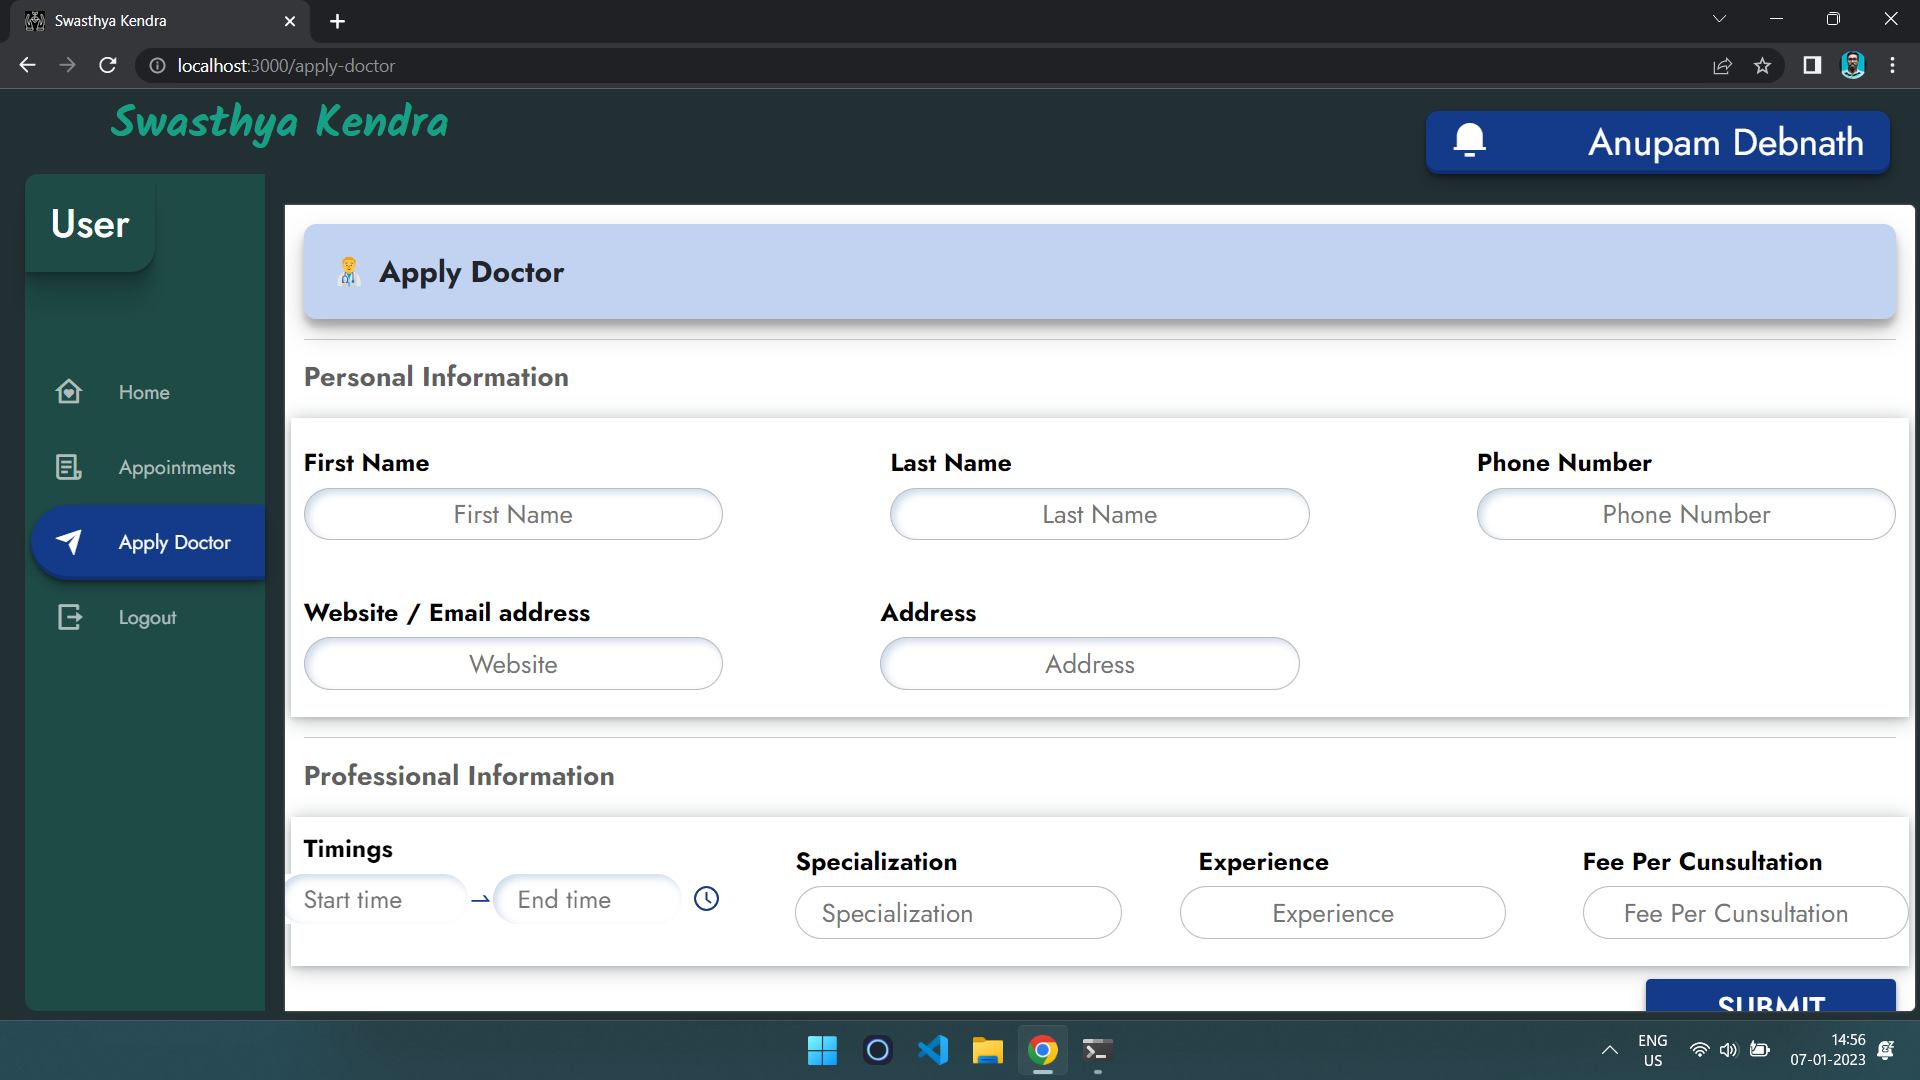 Swasthya Kendra
localhost:3000/apply-doctor
Swasthya Kendra
Anupam Debnath
User
Home
Appointments
Apply Doctor
Logout
Apply Doctor
Personal Information
First Name
Last Name
Phone Number
First Name
Last Name
Phone Number
Website / Email address
Address
Website
Address
Professional Information
Timings
Specialization
Experience
Fee Per Cunsultation
Start time
End time
Specialization
Experience
Fee Per Cunsultation
SUBMIT
ENG
US
14:56
07-01-2023